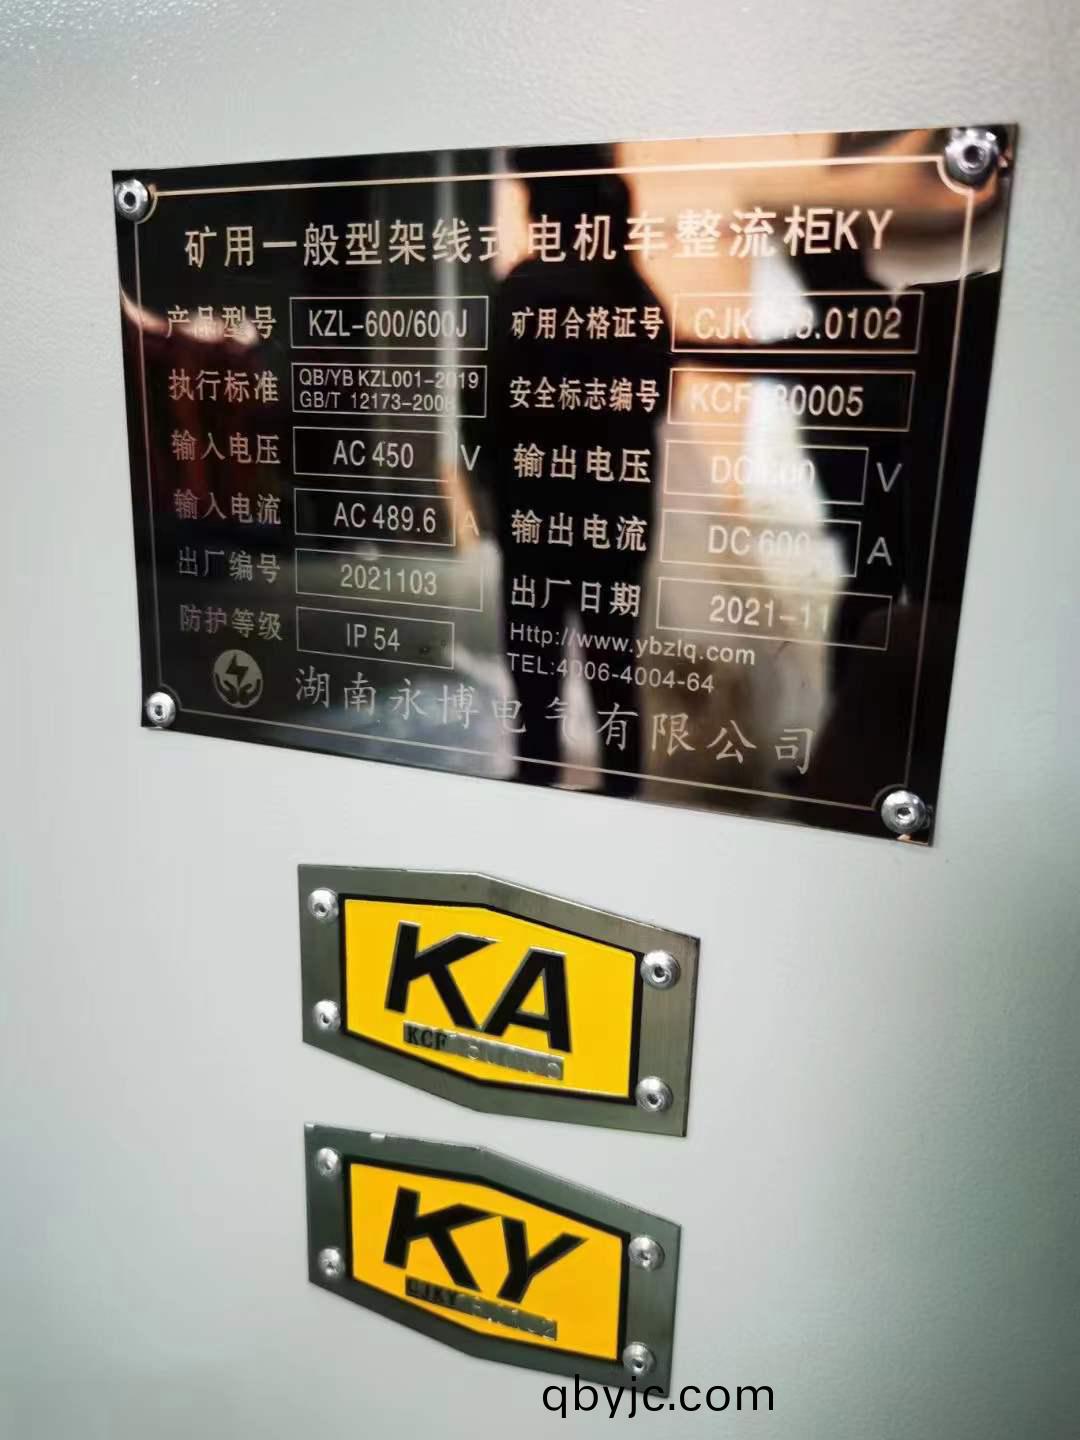 矿用一般型架线式电机车整流柜KY
产品型号 KZL-600/600J 矿用合格证号
执行标准 QB/YB KZL001-2019
GB/T 12173-2008
安全标志编号
输入电压 AC 450 V 输出电压 V
输入电流 AC 489.6 A 输出电流 DC 600 A
出厂编号 2021103 出厂日期 2021-11
防护等级 IP 54
Http://www.ybzlq.com
TEL:4006-4004-64
湖南永博电气有限公司
KA
KY
qbyjc.com